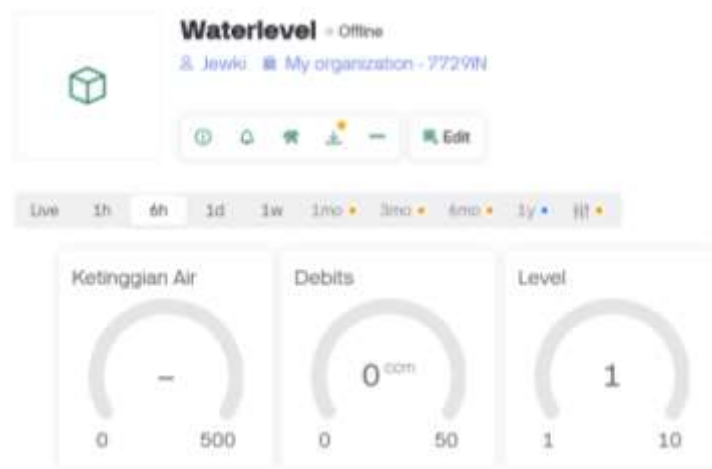 Waterlevel Offline
Jewki My organization - 7729IN
Edit
Live 1h 6h 1d 1w 1mo 3mo 6mo 1y
Ketinggian Air Debits Level
– 0 ccm 1
0 500 0 50 1 10